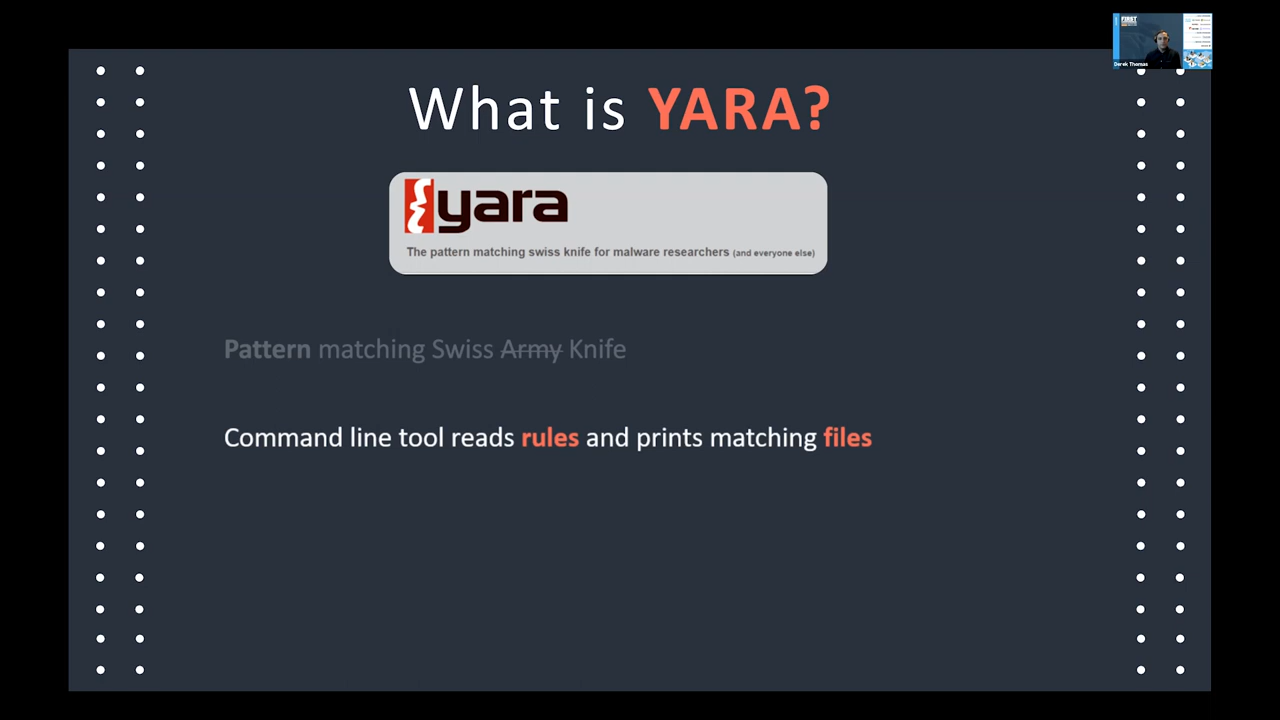 FIRST
Derek Thomas
What is YARA?
yara
The pattern matching swiss knife for malware researchers (and everyone else)
Pattern matching Swiss Army Knife
Command line tool reads rules and prints matching files